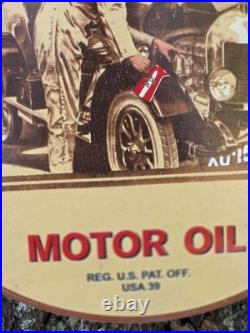 MOTOR OIL
REG. U.S. PAT. OFF.
USA 39